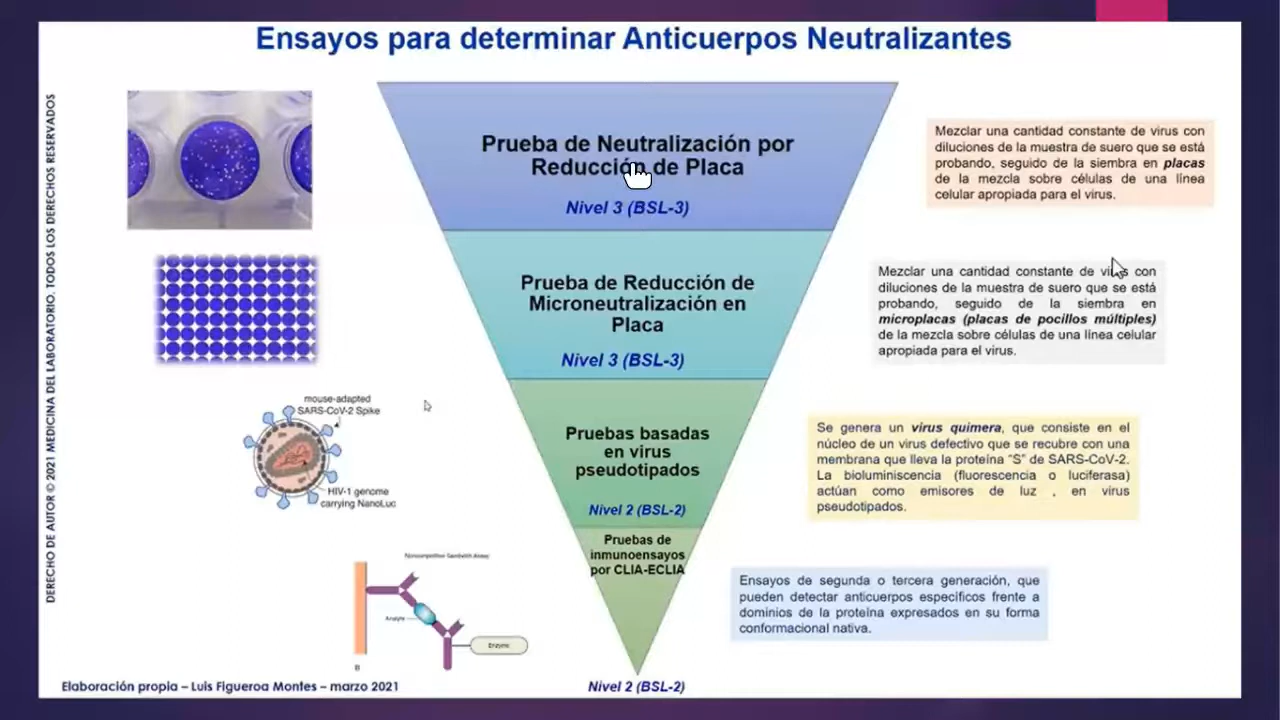 Ensayos para determinar Anticuerpos Neutralizantes
DERECHO DE AUTOR © 2021 MEDICINA DEL LABORATORIO. TODOS LOS DERECHOS RESERVADOS
Prueba de Neutralización por
Reducción de Placa
Nivel 3 (BSL-3)
Mezclar una cantidad constante de virus con
diluciones de la muestra de suero que se está
probando, seguido de la siembra en placas
de la mezcla sobre células de una línea
celular apropiada para el virus.
Prueba de Reducción de
Microneutralización en
Placa
Nivel 3 (BSL-3)
Mezclar una cantidad constante de virus con
diluciones de la muestra de suero que se está
probando, seguido de la siembra en
microplacas (placas de pocillos múltiples)
de la mezcla sobre células de una línea celular
apropiada para el virus.
mouse-adapted
SARS-CoV-2 Spike
HIV-1 genome
carrying NanoLuc
Pruebas basadas
en virus
pseudotipados
Nivel 2 (BSL-2)
Se genera un virus quimera, que consiste en el
núcleo de un virus defectivo que se recubre con una
membrana que lleva la proteína “S” de SARS-CoV-2.
La bioluminiscencia (fluorescencia o luciferasa)
actúan como emisores de luz , en virus
pseudotipados.
Pruebas de
inmunoensayos
por CLIA-ECLIA
Noncompetitive Sandwich Assay
Analyte
Enzyme
B
Ensayos de segunda o tercera generación, que
pueden detectar anticuerpos específicos frente a
dominios de la proteína expresados en su forma
conformacional nativa.
Elaboración propia – Luis Figueroa Montes – marzo 2021
Nivel 2 (BSL-2)